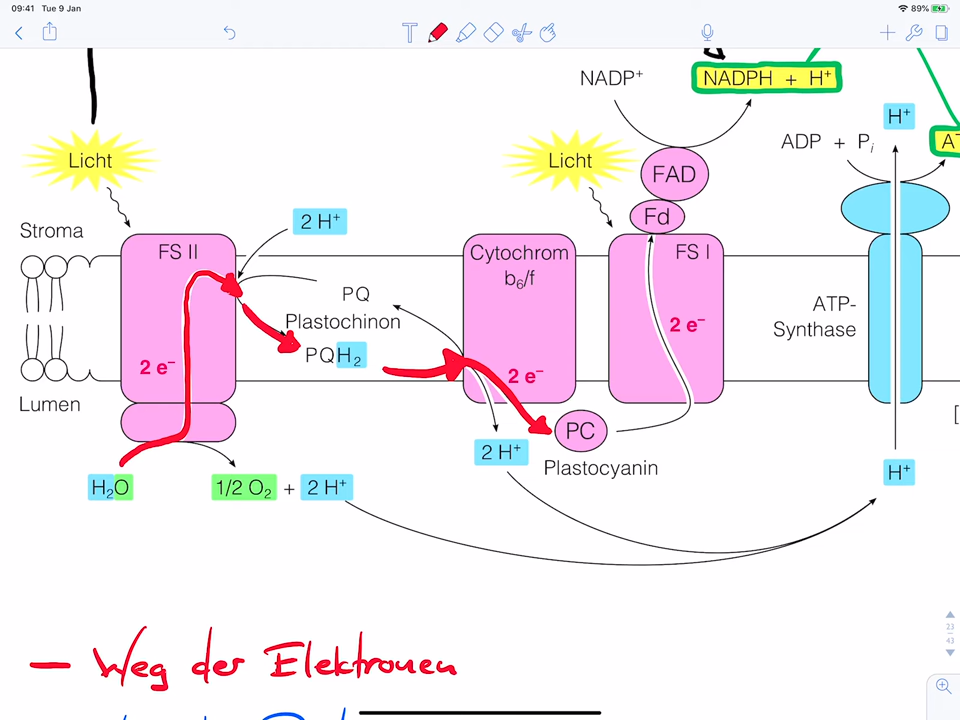 09:41 Tue 9 Jan
89%
NADP⁺
NADPH + H⁺
H⁺
ADP + Pᵢ
Licht
Licht
FAD
Fd
2 H⁺
Stroma
FS II
Cytochrom
b₆/f
FS I
PQ
Plastochinon
PQH₂
ATP-
Synthase
2 e⁻
2 e⁻
2 e⁻
Lumen
PC
2 H⁺
Plastocyanin
H₂O
1/2 O₂ + 2 H⁺
H⁺
23
43
— Weg der Elektronen